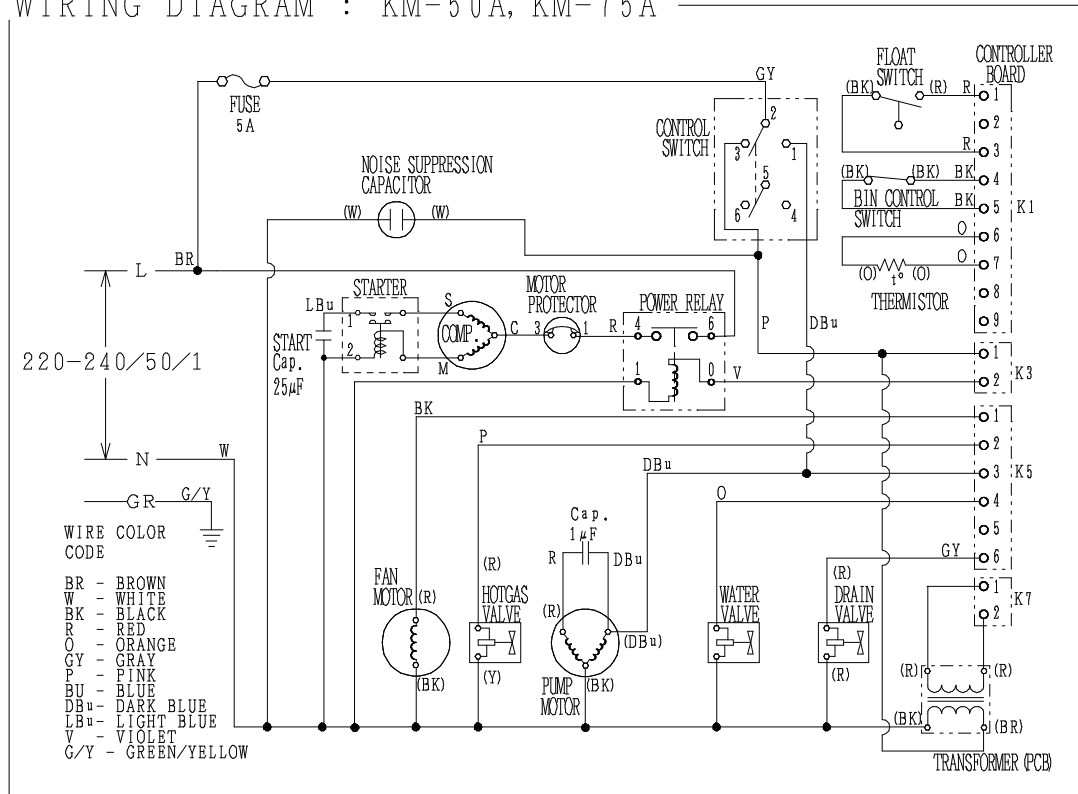 WIRING DIAGRAM : KM-50A, KM-75A
FLOAT
SWITCH
CONTROLLER
BOARD
GY
FUSE
5A
(BK)
(R)
R
1
2
R
3
CONTROL
SWITCH
2
3
1
5
6
4
NOISE SUPPRESSION
CAPACITOR
(W)
(W)
(BK)
(BK)
BK
4
BK
5
K1
BIN CONTROL
SWITCH
O
6
O
7
(O)
t°
(O)
THERMISTOR
8
9
BR
L
STARTER
LBu
1
2
START
Cap.
25μF
S
COMP.
M
C
MOTOR
PROTECTOR
3
1
R
POWER RELAY
4
6
1
0
V
P
DBu
1
2
K3
220-240/50/1
BK
1
P
2
DBu
3
K5
O
4
5
GY
6
N
W
GR
G/Y
Cap.
1μF
R
DBu
WIRE COLOR
CODE
BR - BROWN
W - WHITE
BK - BLACK
R - RED
O - ORANGE
GY - GRAY
P - PINK
BU - BLUE
DBu- DARK BLUE
LBu- LIGHT BLUE
V - VIOLET
G/Y - GREEN/YELLOW
FAN
MOTOR
(R)
(BK)
(R)
HOTGAS
VALVE
(Y)
(R)
(DBu)
PUMP
MOTOR
(BK)
WATER
VALVE
(R)
DRAIN
VALVE
(R)
1
2
K7
(R)
(R)
(BK)
(BR)
TRANSFORMER (PCB)